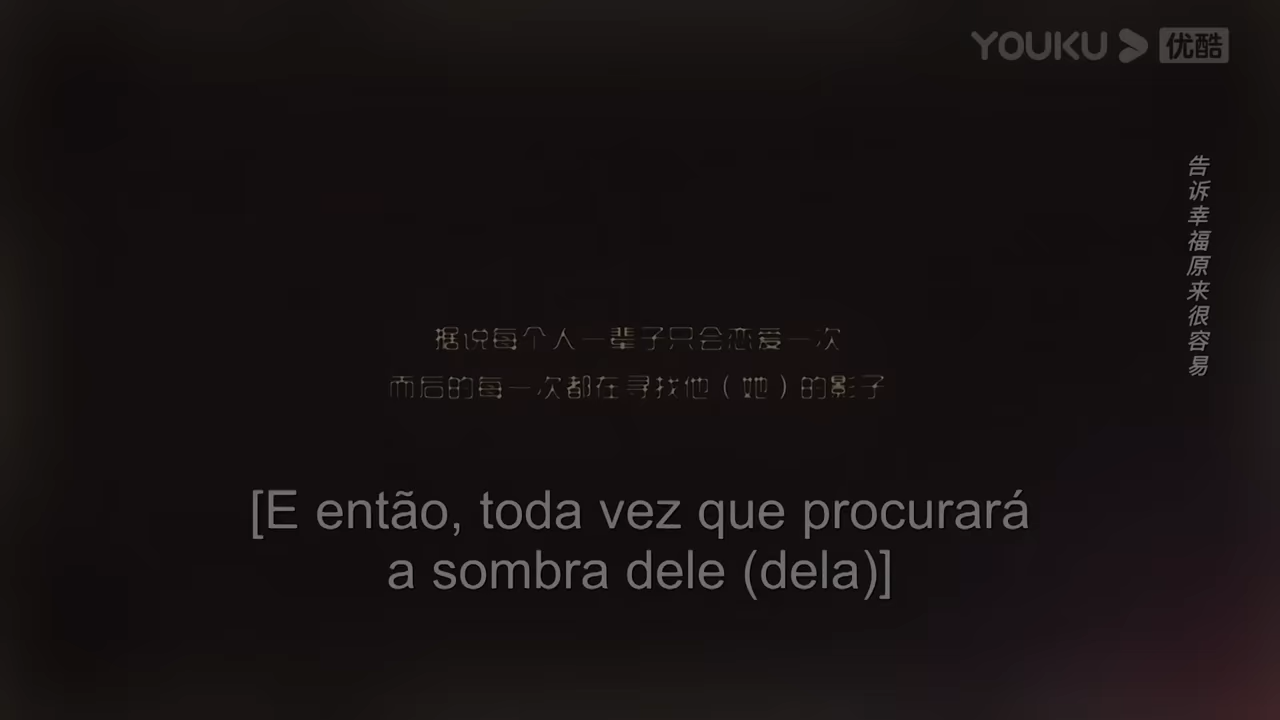 YOUKU 优酷
告诉幸福原来很容易
据说每个人一辈子只会恋爱一次
而后的每一次都在寻找他（她）的影子
[E então, toda vez que procurará
a sombra dele (dela)]